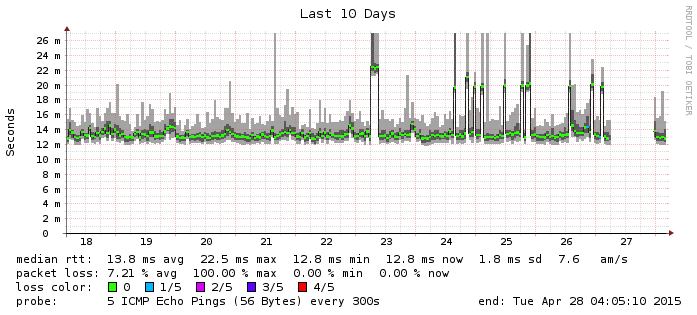 Last 10 Days
RRDTOOL / TOBI OETIKER
Seconds
26 m
24 m
22 m
20 m
18 m
16 m
14 m
12 m
10 m
8 m
6 m
4 m
2 m
0
18 19 20 21 22 23 24 25 26 27
median rtt: 13.8 ms avg 22.5 ms max 12.8 ms min 12.8 ms now 1.8 ms sd 7.6 am/s
packet loss: 7.21 % avg 100.00 % max 0.00 % min 0.00 % now
loss color: 0 1/5 2/5 3/5 4/5
probe: 5 ICMP Echo Pings (56 Bytes) every 300s end: Tue Apr 28 04:05:10 2015